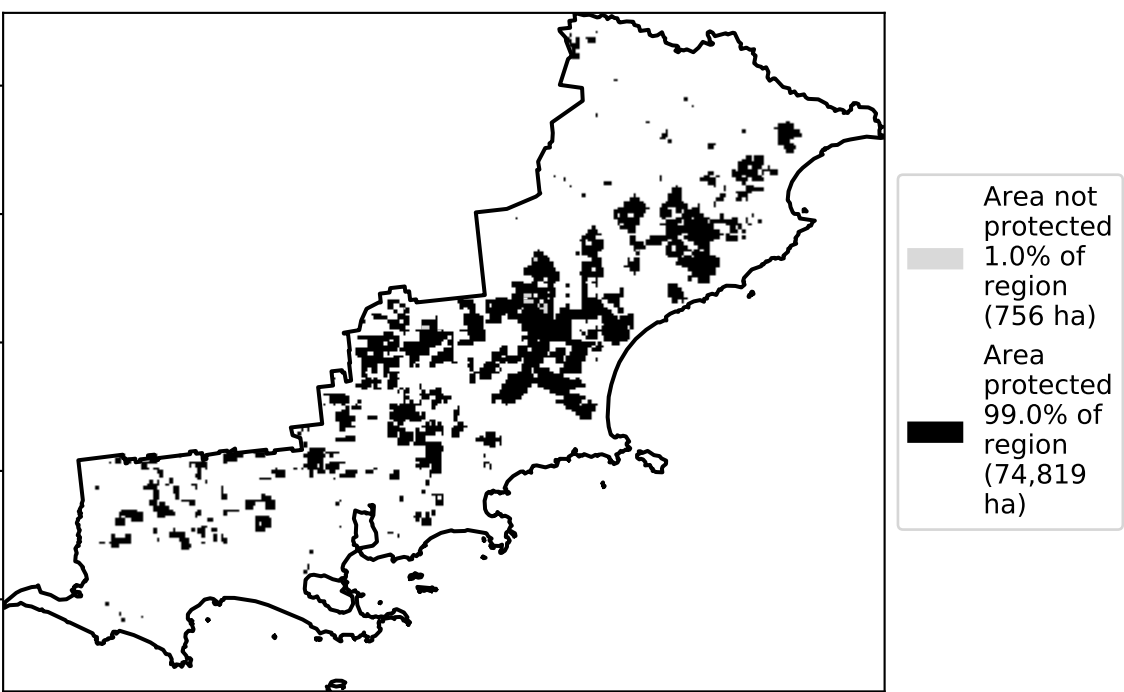 Area not
protected
1.0% of
region
(756 ha)
Area
protected
99.0% of
region
(74,819
ha)